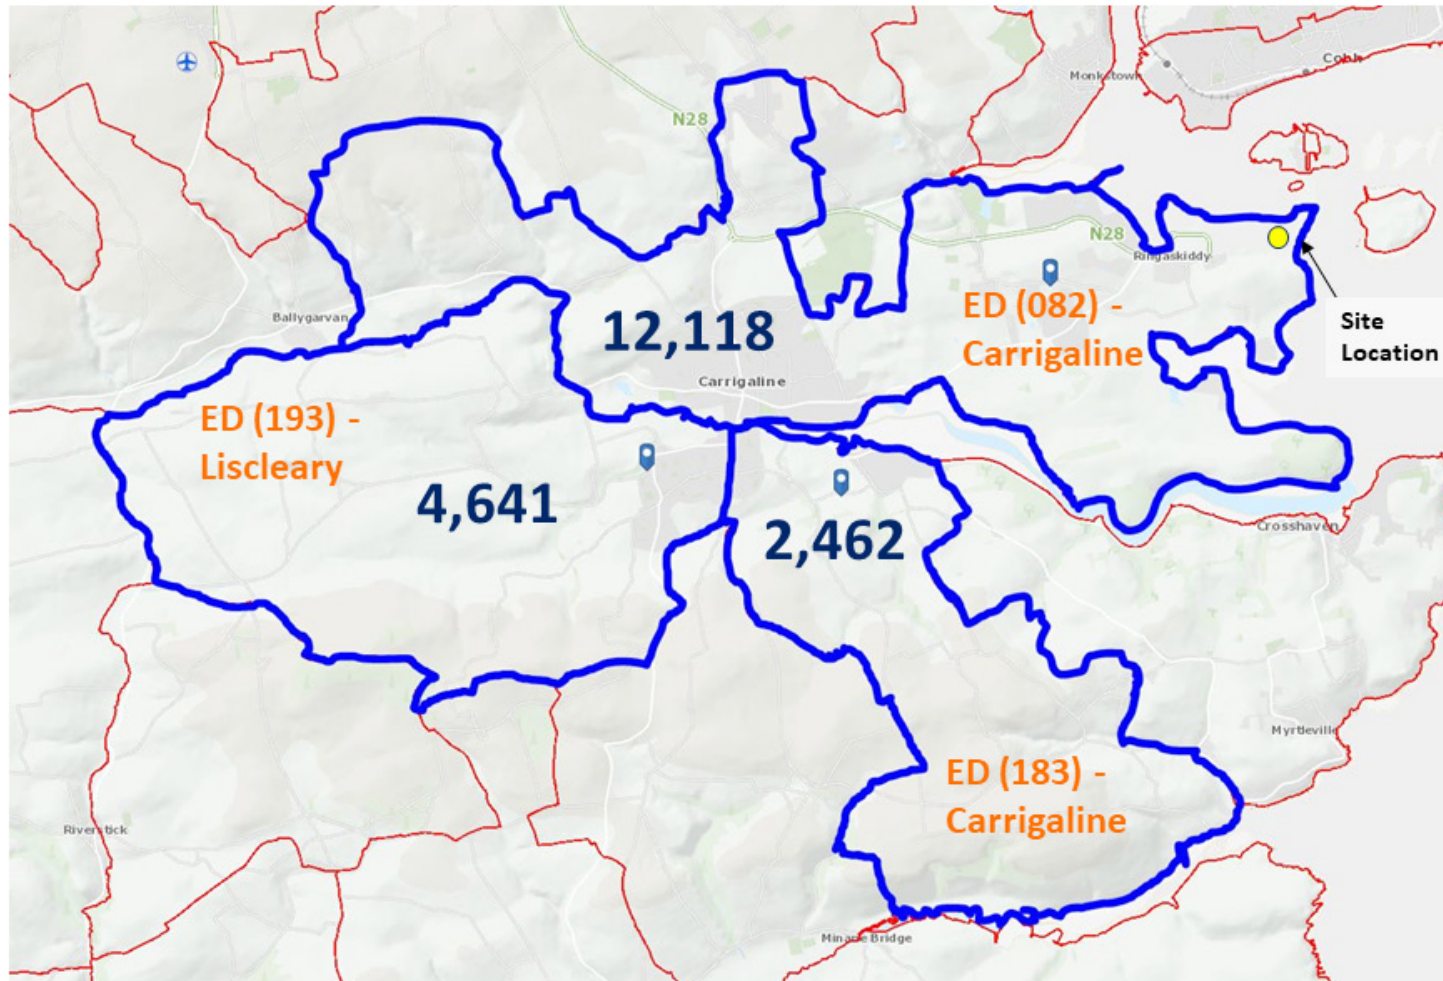 Cobh
Monkstown
N28
N28
Ringaskiddy
ED (082) -
Carrigaline
Site
Location
Ballygarvan
12,118
Carrigaline
ED (193) -
Liscleary
4,641
2,462
Crosshaven
Myrtleville
ED (183) -
Carrigaline
Riverstick
Minane Bridge